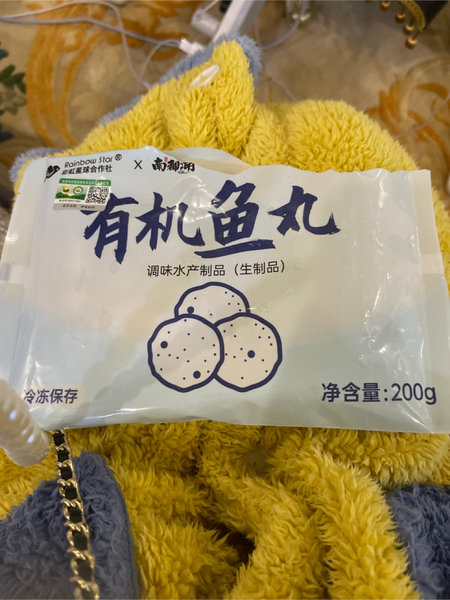 Rainbow Star®
彩虹星球合作社
X
南都湖
有机鱼丸
调味水产制品（生制品）
冷冻保存
净含量:200g